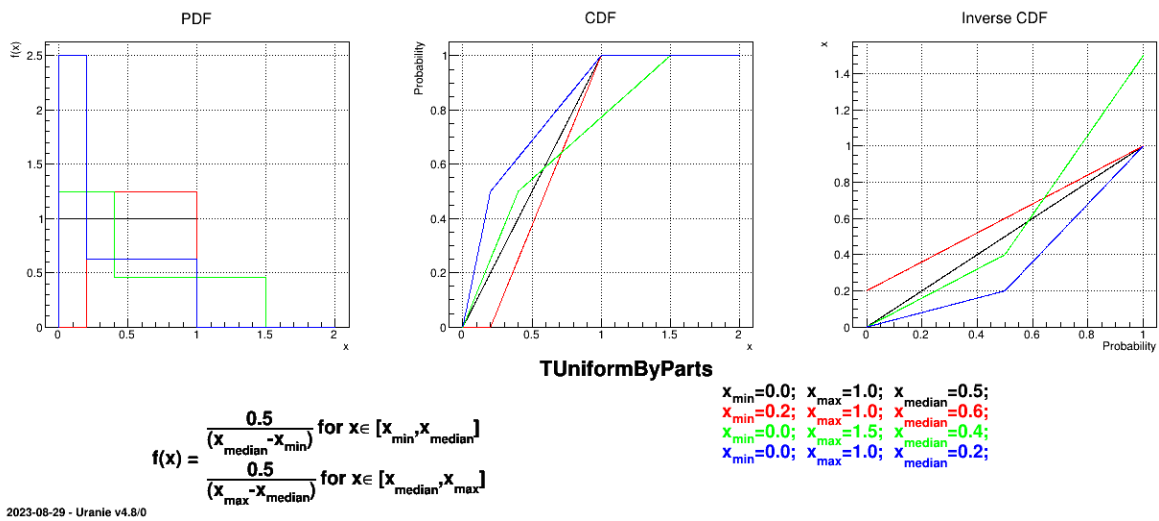 PDF
CDF
Inverse CDF
f(x)
2.5
2
1.5
1
0.5
0
0 0.5 1 1.5 2
x
Probability
1
0.8
0.6
0.4
0.2
0
0 0.5 1 1.5 2
x
x
1.4
1.2
1
0.8
0.6
0.4
0.2
0
0 0.2 0.4 0.6 0.8 1
Probability
TUniformByParts
x_min=0.0; x_max=1.0; x_median=0.5;
x_min=0.2; x_max=1.0; x_median=0.6;
x_min=0.0; x_max=1.5; x_median=0.4;
x_min=0.0; x_max=1.0; x_median=0.2;
f(x) =
0.5
(x_median-x_min) for x∈ [x_min,x_median]
0.5
(x_max-x_median) for x∈ [x_median,x_max]
2023-08-29 - Uranie v4.8/0